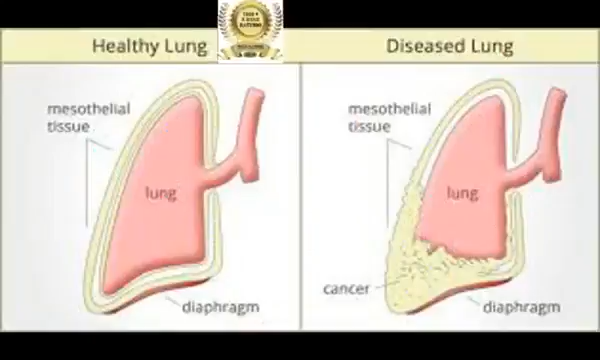 Healthy Lung
Diseased Lung
mesothelial
tissue
lung
diaphragm
mesothelial
tissue
lung
cancer
diaphragm